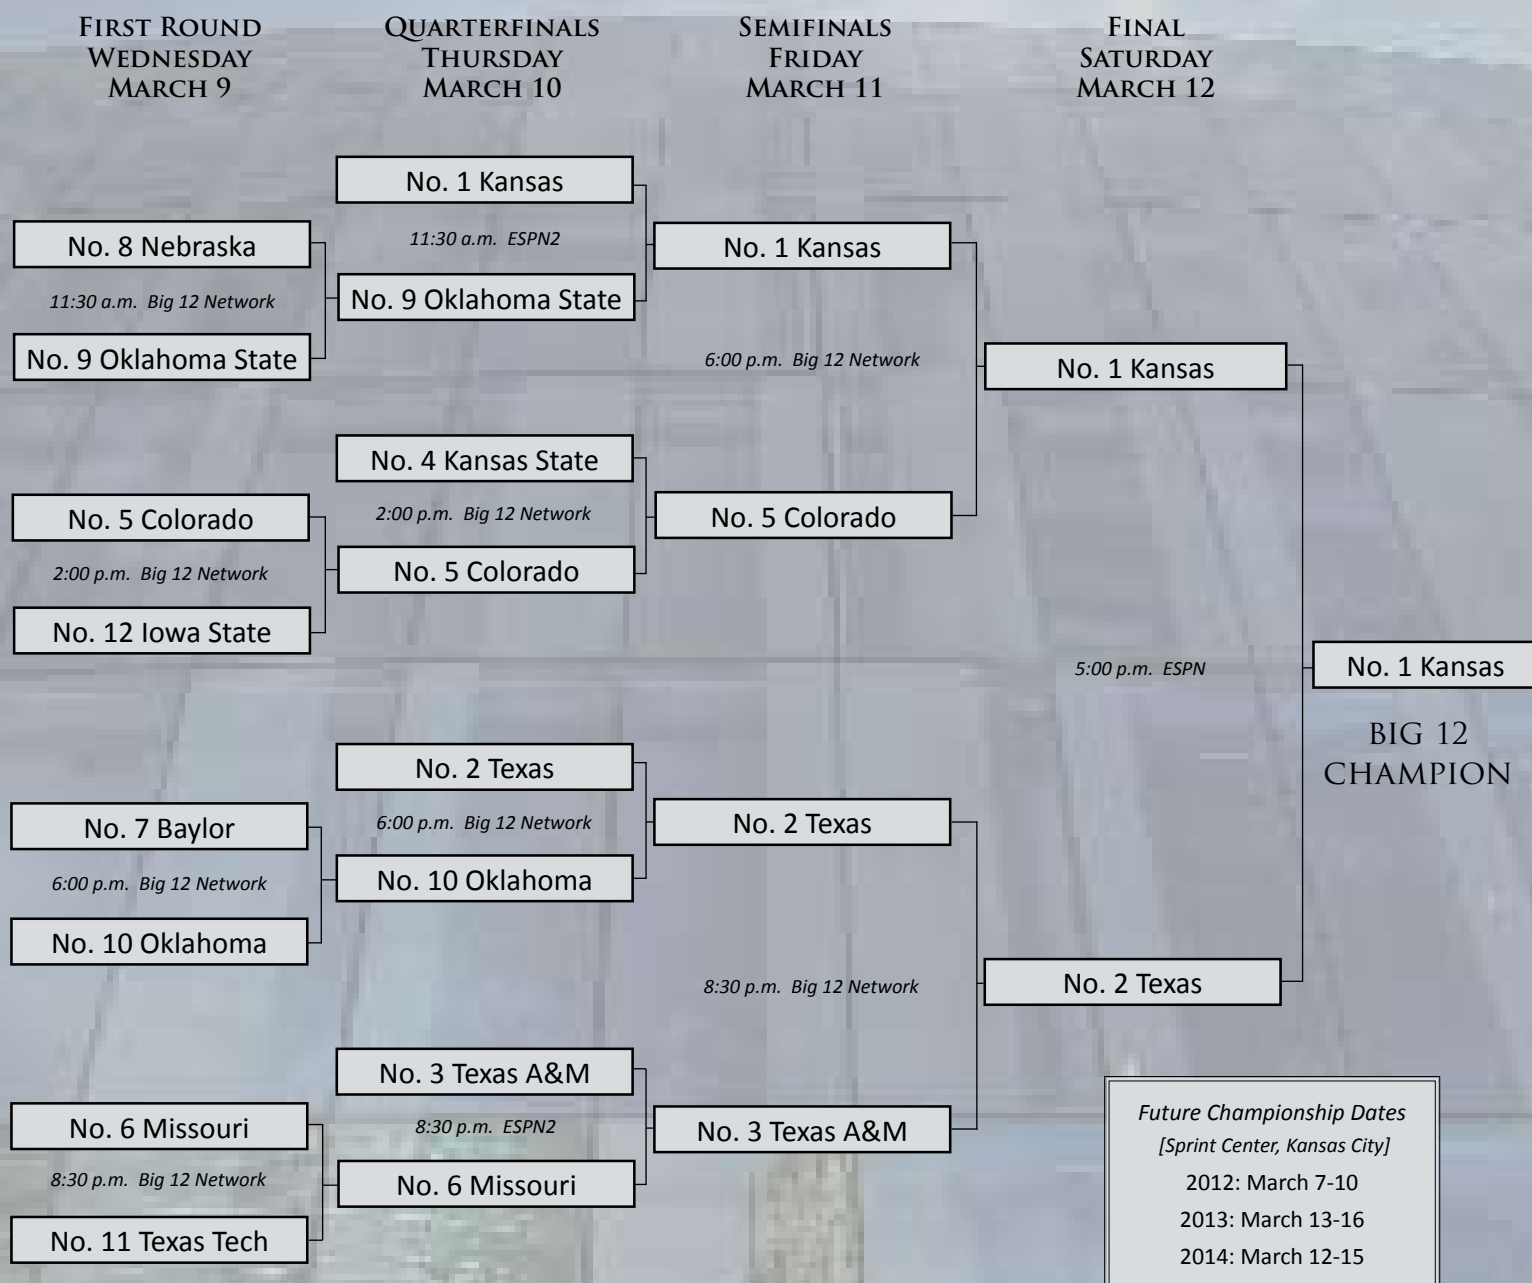 First Round
Wednesday
March 9
Quarterfinals
Thursday
March 10
Semifinals
Friday
March 11
Final
Saturday
March 12
No. 8 Nebraska
11:30 a.m. Big 12 Network
No. 9 Oklahoma State
No. 5 Colorado
2:00 p.m. Big 12 Network
No. 12 Iowa State
No. 7 Baylor
6:00 p.m. Big 12 Network
No. 10 Oklahoma
No. 6 Missouri
8:30 p.m. Big 12 Network
No. 11 Texas Tech
No. 1 Kansas
11:30 a.m. ESPN2
No. 9 Oklahoma State
No. 4 Kansas State
2:00 p.m. Big 12 Network
No. 5 Colorado
No. 2 Texas
6:00 p.m. Big 12 Network
No. 10 Oklahoma
No. 3 Texas A&M
8:30 p.m. ESPN2
No. 6 Missouri
No. 1 Kansas
6:00 p.m. Big 12 Network
No. 5 Colorado
No. 2 Texas
8:30 p.m. Big 12 Network
No. 3 Texas A&M
No. 1 Kansas
5:00 p.m. ESPN
No. 2 Texas
No. 1 Kansas
BIG 12
CHAMPION
Future Championship Dates
[Sprint Center, Kansas City]
2012: March 7-10
2013: March 13-16
2014: March 12-15